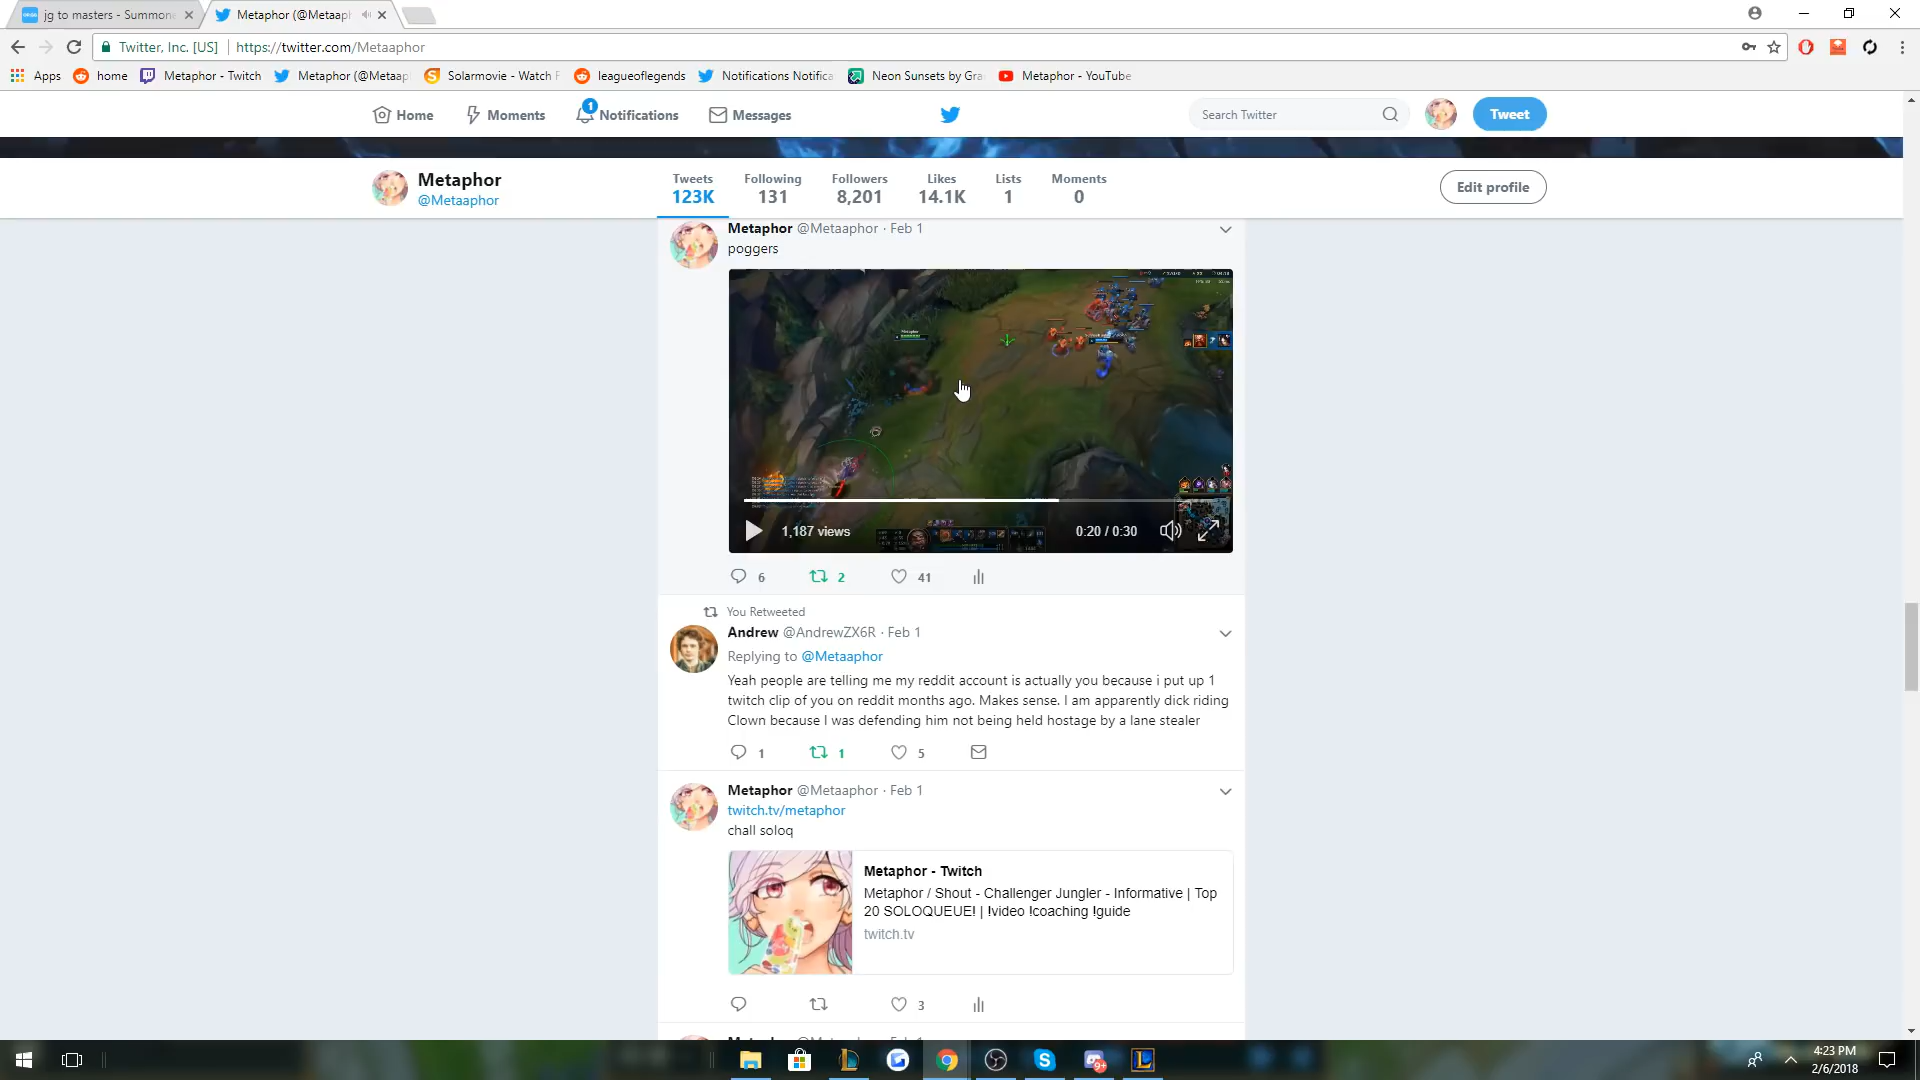 jg to masters - Summone
Metaphor (@Metaap
Twitter, Inc. [US]
https://twitter.com/Metaaphor
Apps
home
Metaphor - Twitch
Metaphor (@Metaap
Solarmovie - Watch F
leagueoflegends
Notifications Notifica
Neon Sunsets by Gra
Metaphor - YouTube
Home
Moments
1
Notifications
Messages
Search Twitter
Tweet
Metaphor
@Metaaphor
Tweets
123K
Following
131
Followers
8,201
Likes
14.1K
Lists
1
Moments
0
Edit profile
Metaphor @Metaaphor · Feb 1
poggers
Metaphor
1,187 views
0:20 / 0:30
6
2
41
You Retweeted
Andrew @AndrewZX6R · Feb 1
Replying to @Metaaphor
Yeah people are telling me my reddit account is actually you because i put up 1
twitch clip of you on reddit months ago. Makes sense. I am apparently dick riding
Clown because I was defending him not being held hostage by a lane stealer
1
1
5
Metaphor @Metaaphor · Feb 1
twitch.tv/metaphor
chall soloq
Metaphor - Twitch
Metaphor / Shout - Challenger Jungler - Informative | Top
20 SOLOQUEUE! | !video !coaching !guide
twitch.tv
3
9+
4:23 PM
2/6/2018